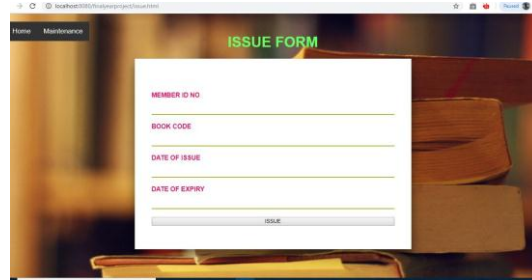 localhost:8080/finalyearproject/issue.html
Paused
Home Maintenance
ISSUE FORM
MEMBER ID NO
BOOK CODE
DATE OF ISSUE
DATE OF EXPIRY
ISSUE